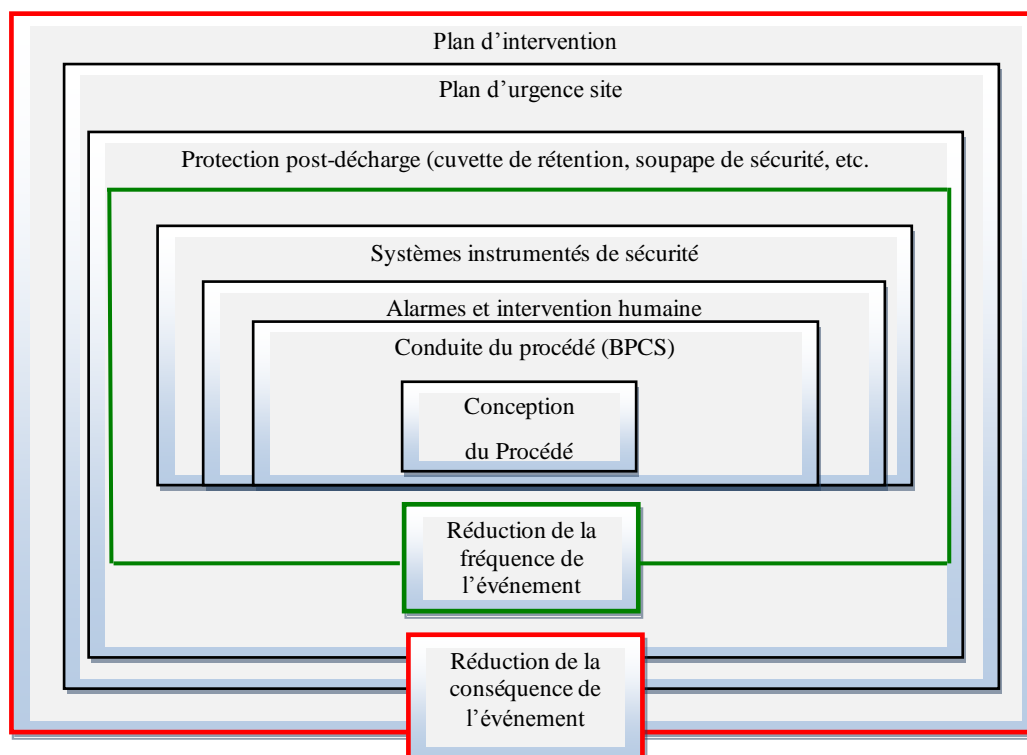 Plan d’intervention
Plan d’urgence site
Protection post-décharge (cuvette de rétention, soupape de sécurité, etc.
Systèmes instrumentés de sécurité
Alarmes et intervention humaine
Conduite du procédé (BPCS)
Conception
du Procédé
Réduction de la
fréquence de
l’événement
Réduction de la
conséquence de
l’événement